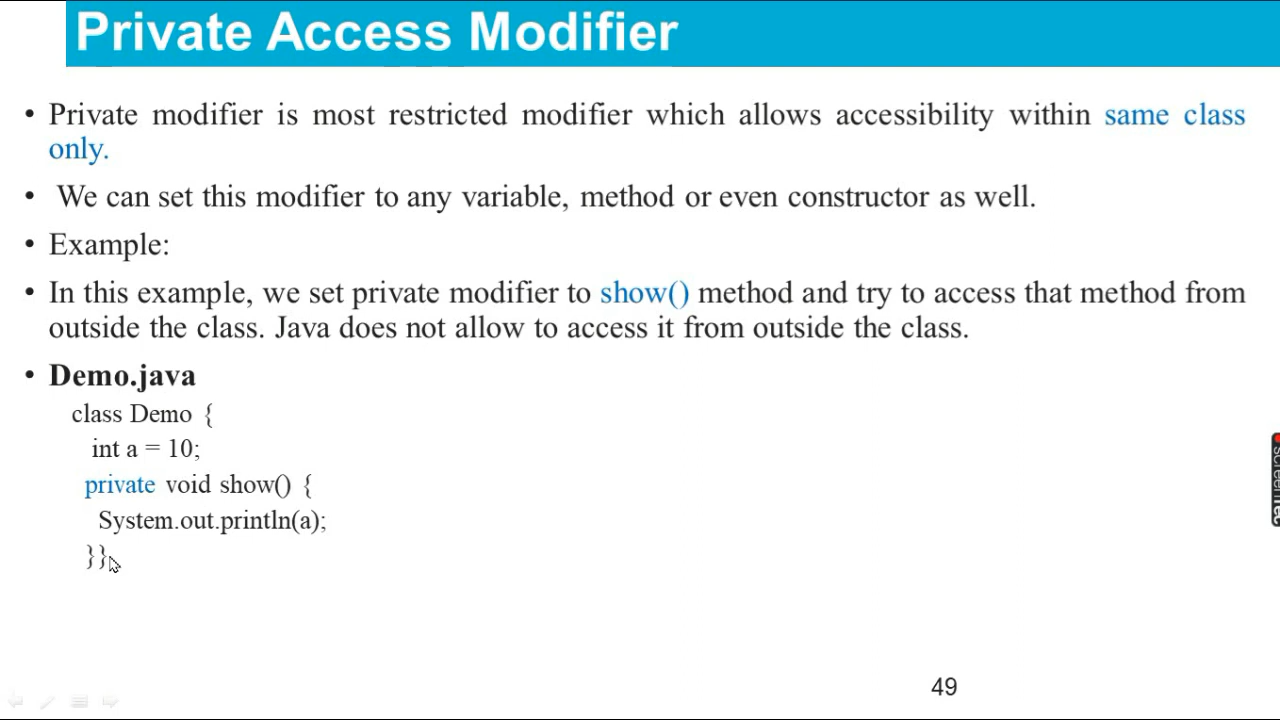 Private Access Modifier
• Private modifier is most restricted modifier which allows accessibility within same class
only.
• We can set this modifier to any variable, method or even constructor as well.
• Example:
• In this example, we set private modifier to show() method and try to access that method from
outside the class. Java does not allow to access it from outside the class.
• Demo.java
class Demo {
int a = 10;
private void show() {
System.out.println(a);
}}
49